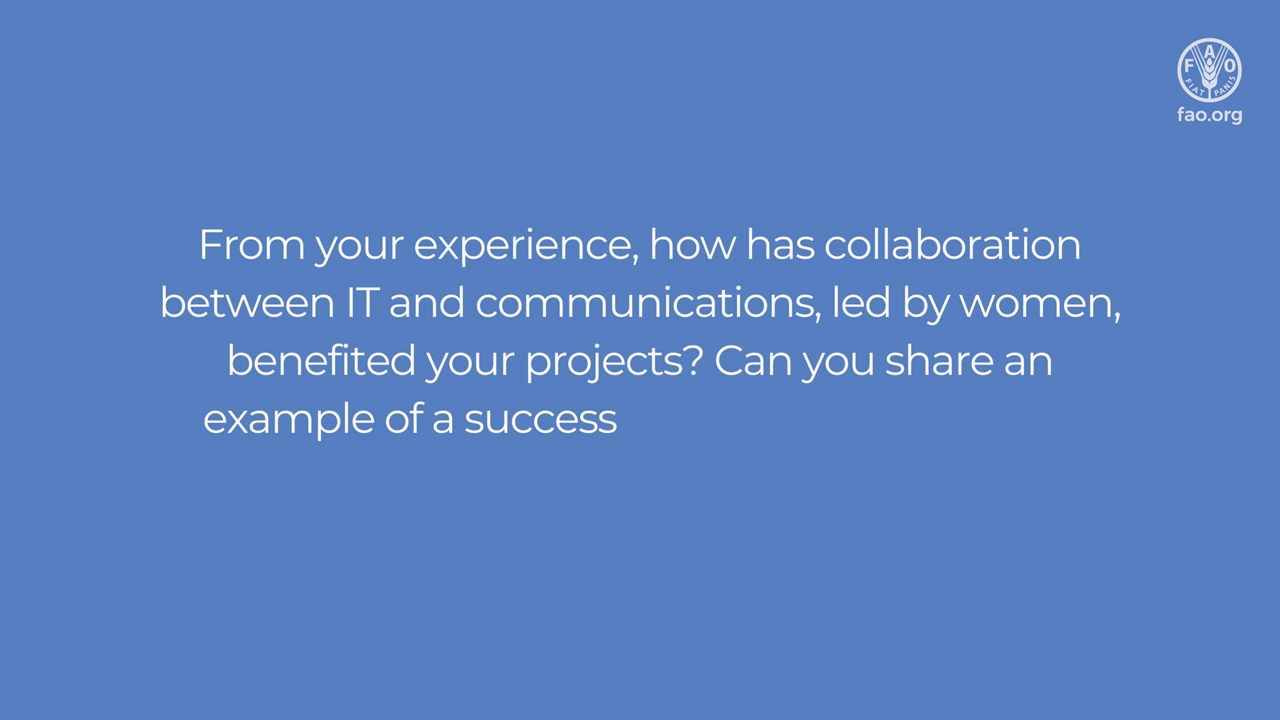 F A O
FIAT PANIS
fao.org
From your experience, how has collaboration
between IT and communications, led by women,
benefited your projects? Can you share an
example of a success